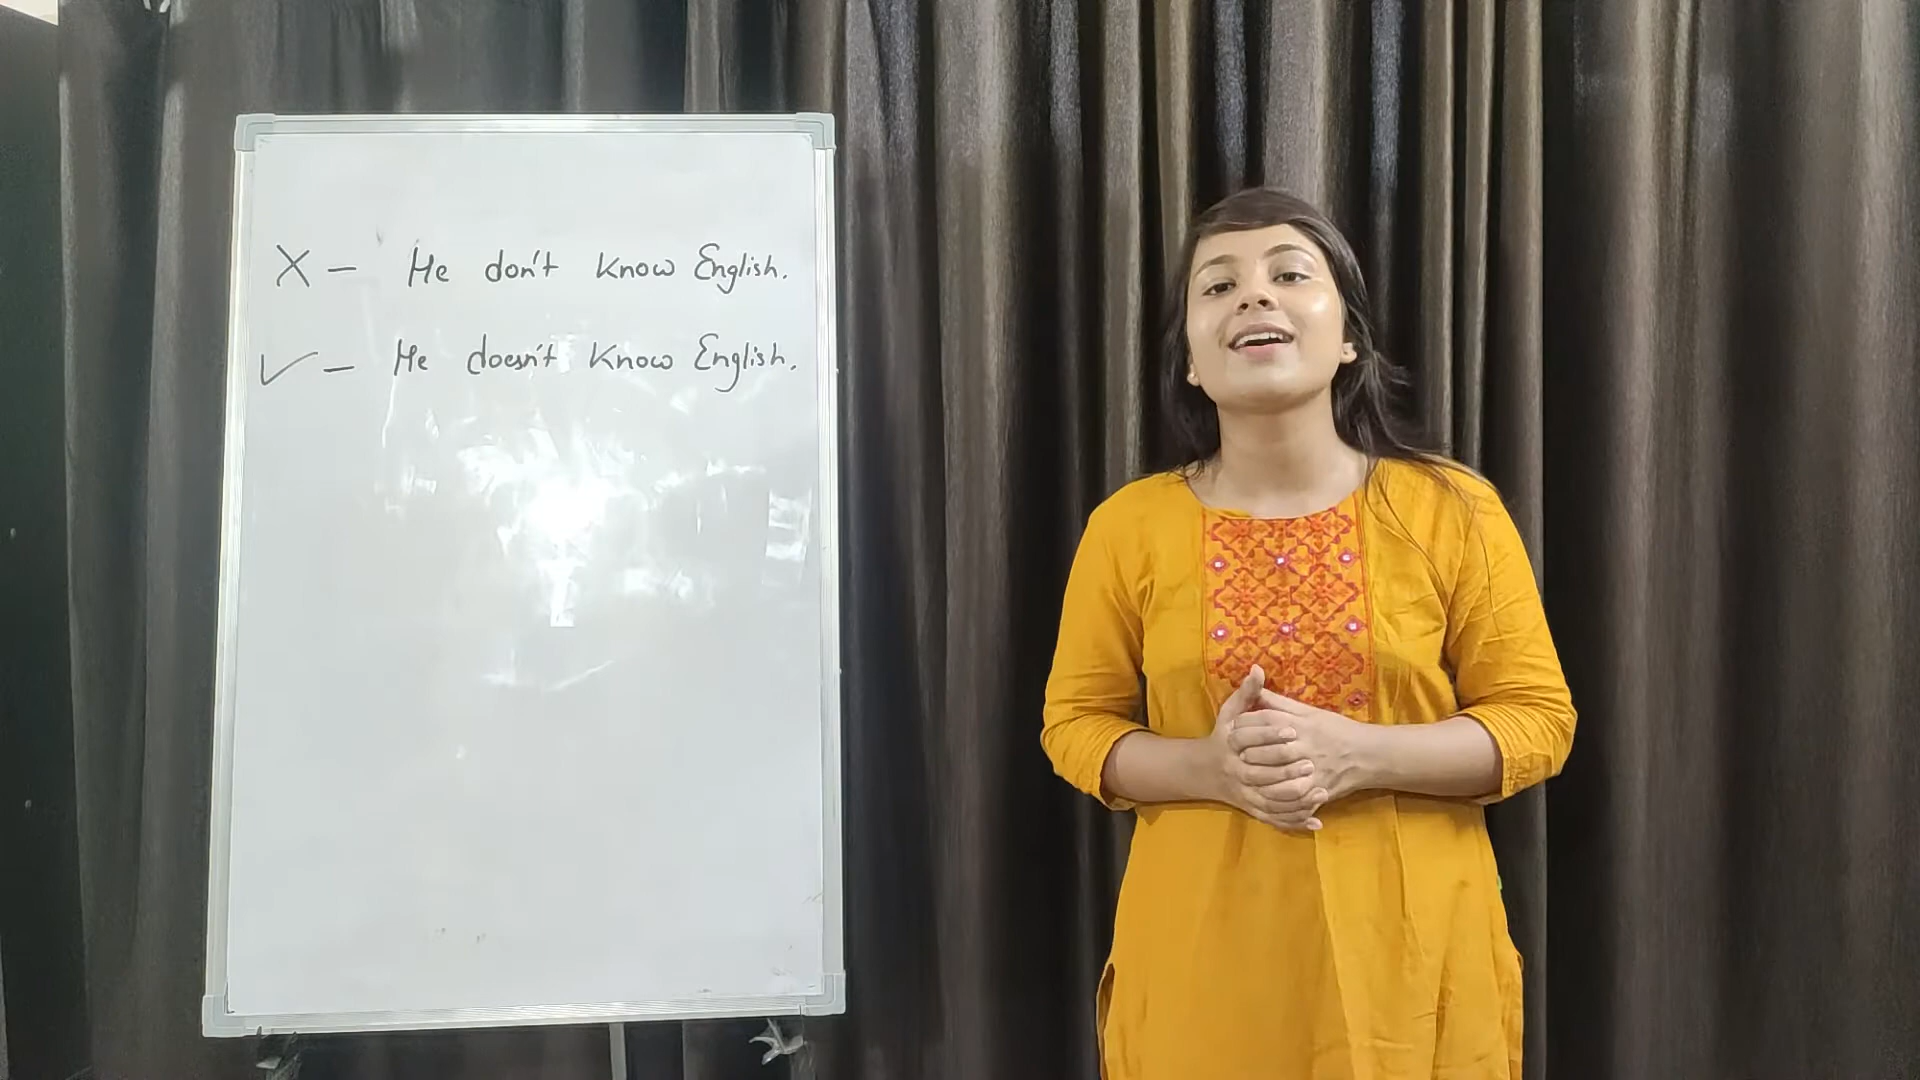 X - He don't know English.
✓ - He doesn't know English.